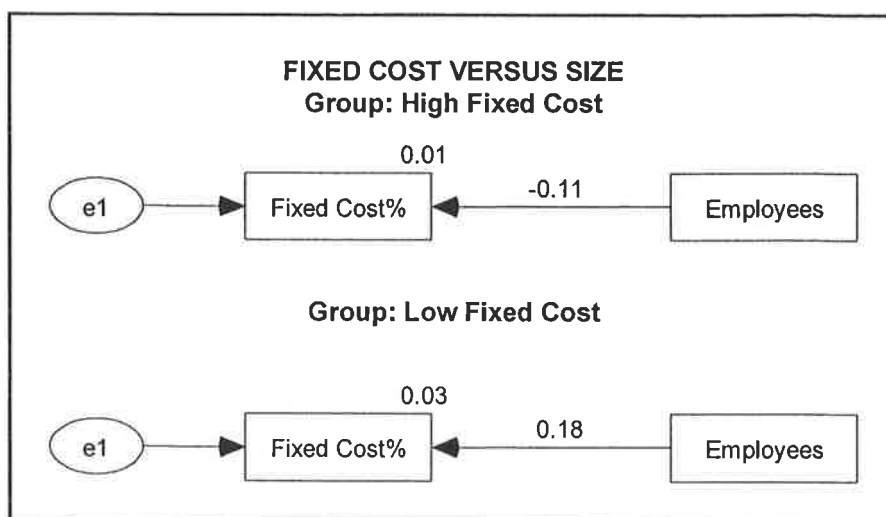 FIXED COST VERSUS SIZE
Group: High Fixed Cost
0.01
e1
Fixed Cost%
-0.11
Employees
Group: Low Fixed Cost
0.03
e1
Fixed Cost%
0.18
Employees